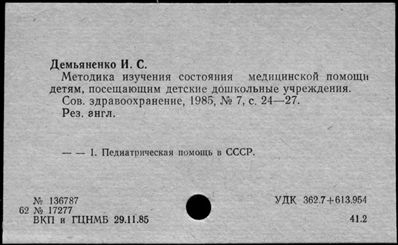 Демьяненко И. С.
Методика изучения состояния медицинской помощи
детям, посещающим детские дошкольные учреждения.
Сов. здравоохранение, 1985, № 7, с. 24—27.
Рез. англ.
— — 1. Педиатрическая помощь в СССР.
№ 136787
УДК 362.7+613.954
62 № 17277
ВКП и ГЦНМБ 29.11.85
41.2